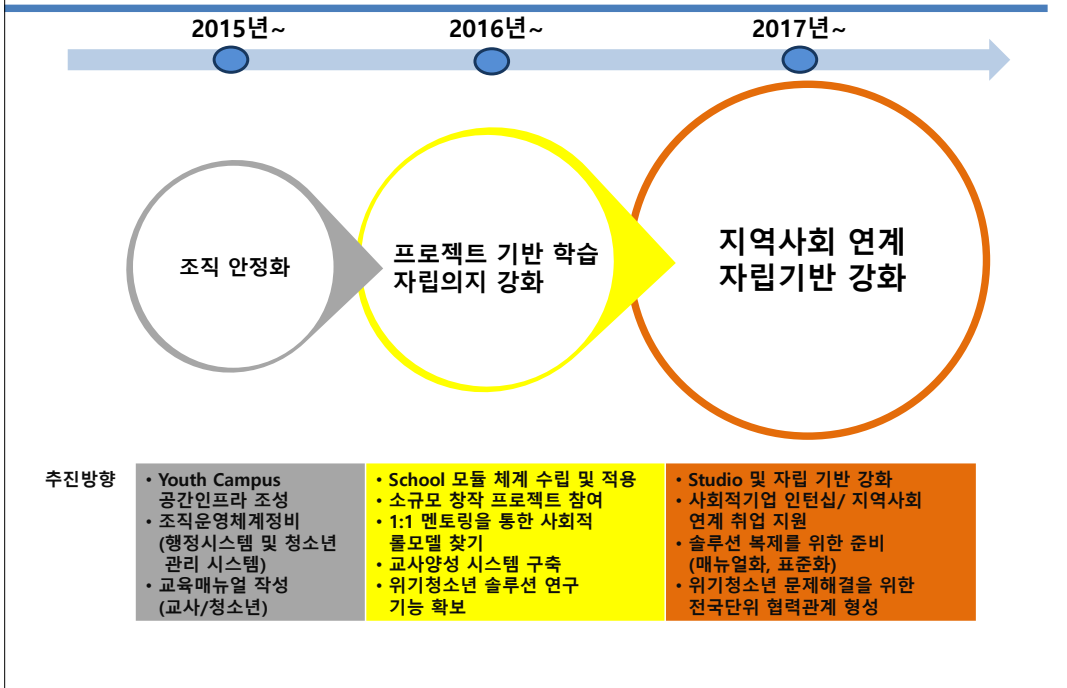 2015년~
2016년~
2017년~
조직 안정화
프로젝트 기반 학습
자립의지 강화
지역사회 연계
자립기반 강화
추진방향
• Youth Campus
공간인프라 조성
• 조직운영체계정비
(행정시스템 및 청소년
관리 시스템)
• 교육매뉴얼 작성
(교사/청소년)
• School 모듈 체계 수립 및 적용
• 소규모 창작 프로젝트 참여
• 1:1 멘토링을 통한 사회적
롤모델 찾기
• 교사양성 시스템 구축
• 위기청소년 솔루션 연구
기능 확보
• Studio 및 자립 기반 강화
• 사회적기업 인턴십/ 지역사회
연계 취업 지원
• 솔루션 복제를 위한 준비
(매뉴얼화, 표준화)
• 위기청소년 문제해결을 위한
전국단위 협력관계 형성